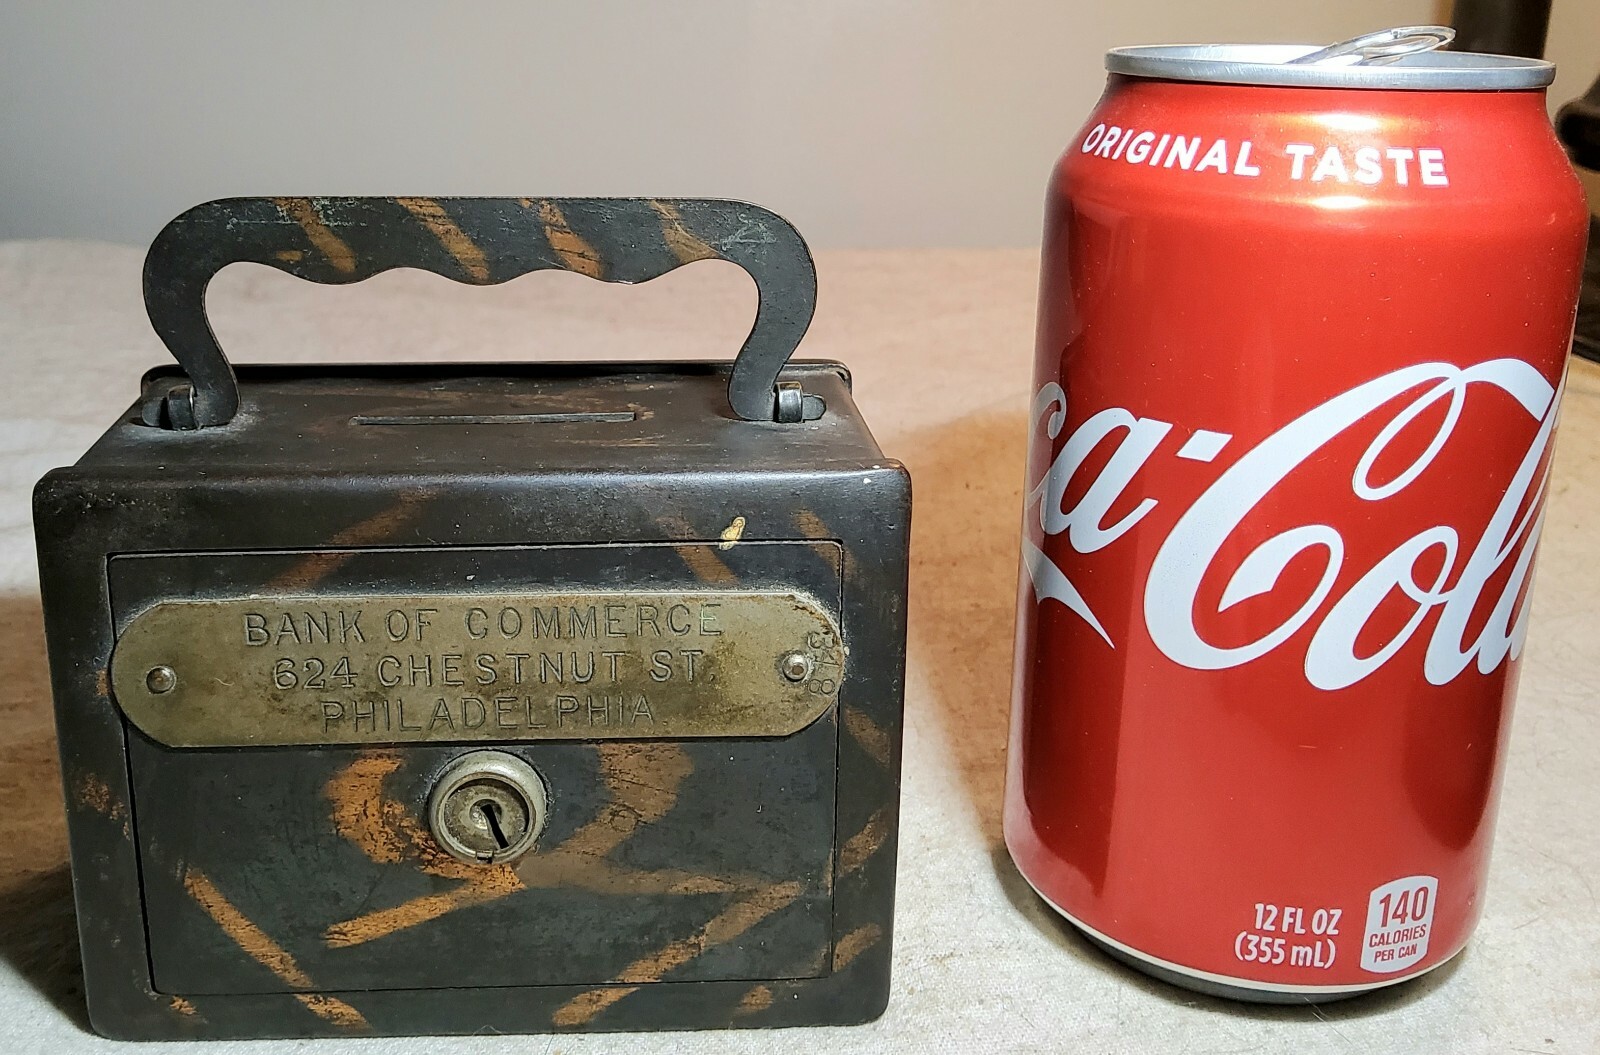 BANK OF COMMERCE
624 CHESTNUT ST.
PHILADELPHIA
ORIGINAL TASTE
ca-Cola
12 FL OZ
(355 mL)
140
CALORIES
PER CAN